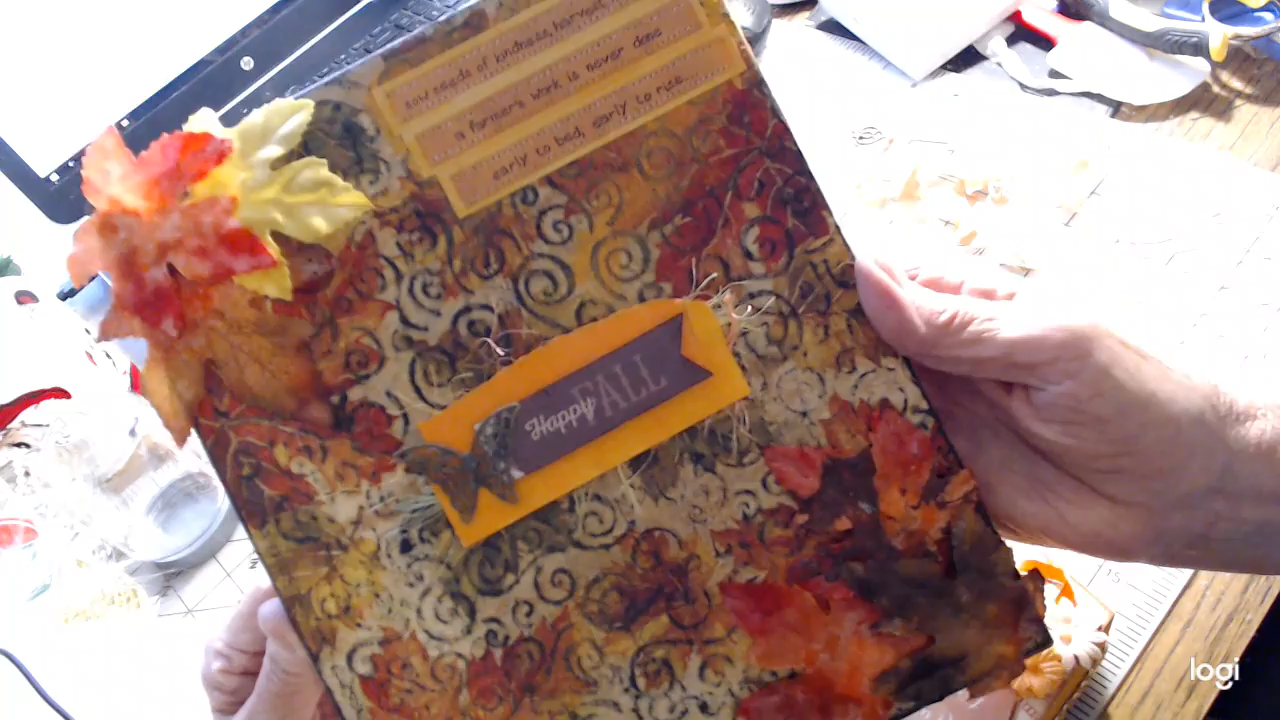 sow seeds of kindness, harvest
a farmer's work is never done
early to bed, early to rise...
Happy FALL
15
logi